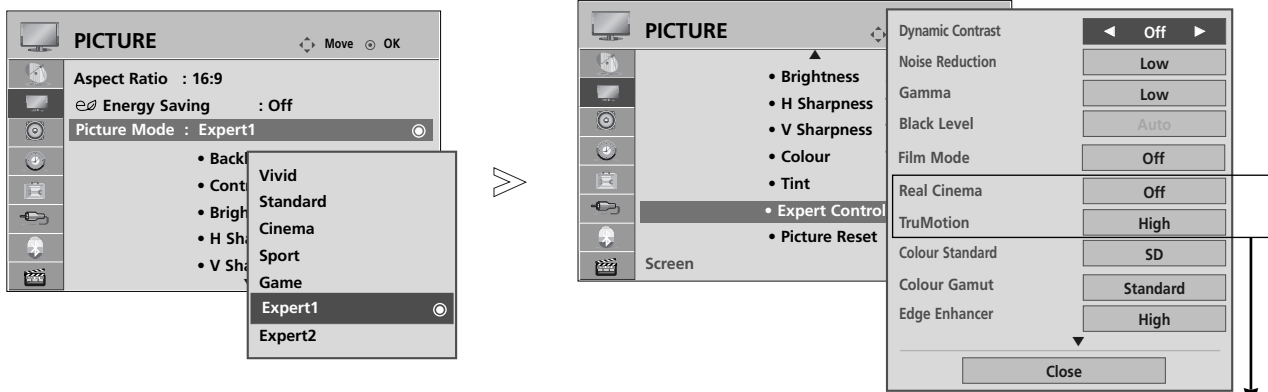 PICTURE
Move OK
Aspect Ratio : 16:9
Energy Saving : Off
Picture Mode : Expert1
• Back
• Cont
• Brigh
• H Sha
• V Sha
Vivid
Standard
Cinema
Sport
Game
Expert1
Expert2
PICTURE
• Brightness
• H Sharpness
• V Sharpness
• Colour
• Tint
• Expert Control
• Picture Reset
Screen
Dynamic Contrast Off
Noise Reduction Low
Gamma Low
Black Level Auto
Film Mode Off
Real Cinema Off
TruMotion High
Colour Standard SD
Colour Gamut Standard
Edge Enhancer High
Close